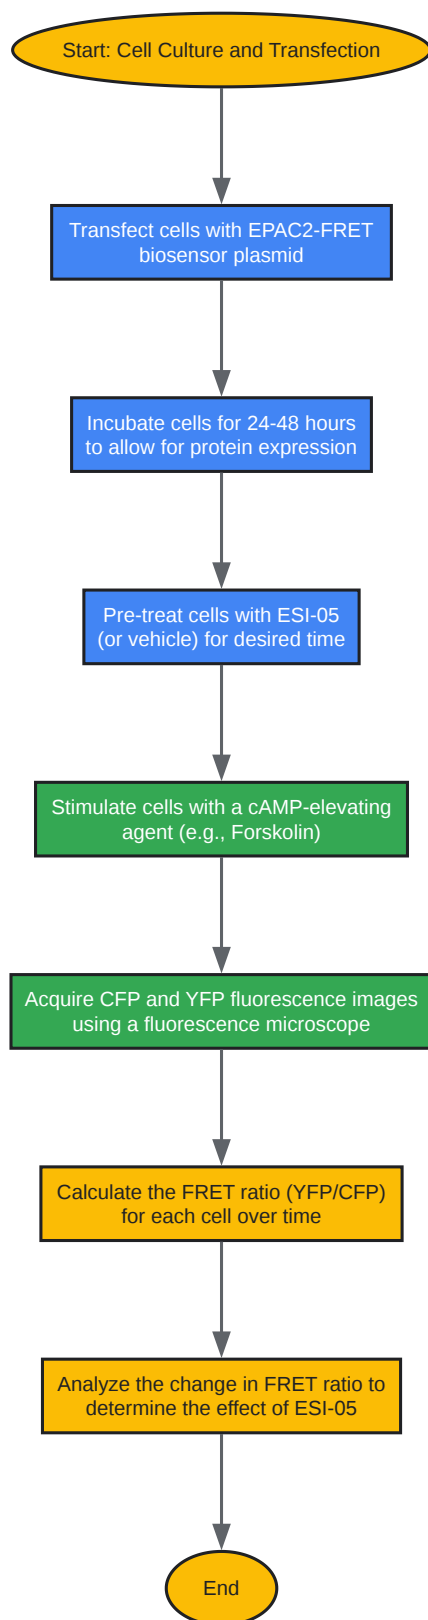 Start: Cell Culture and Transfection
Transfect cells with EPAC2-FRET
biosensor plasmid
Incubate cells for 24-48 hours
to allow for protein expression
Pre-treat cells with ESI-05
(or vehicle) for desired time
Stimulate cells with a cAMP-elevating
agent (e.g., Forskolin)
Acquire CFP and YFP fluorescence images
using a fluorescence microscope
Calculate the FRET ratio (YFP/CFP)
for each cell over time
Analyze the change in FRET ratio to
determine the effect of ESI-05
End